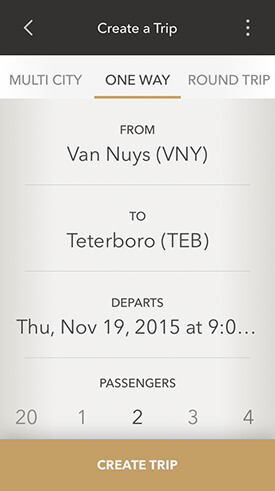 Create a Trip
MULTI CITY ONE WAY ROUND TRIP
FROM
Van Nuys (VNY)
TO
Teterboro (TEB)
DEPARTS
Thu, Nov 19, 2015 at 9:0...
PASSENGERS
20 1 2 3 4
CREATE TRIP